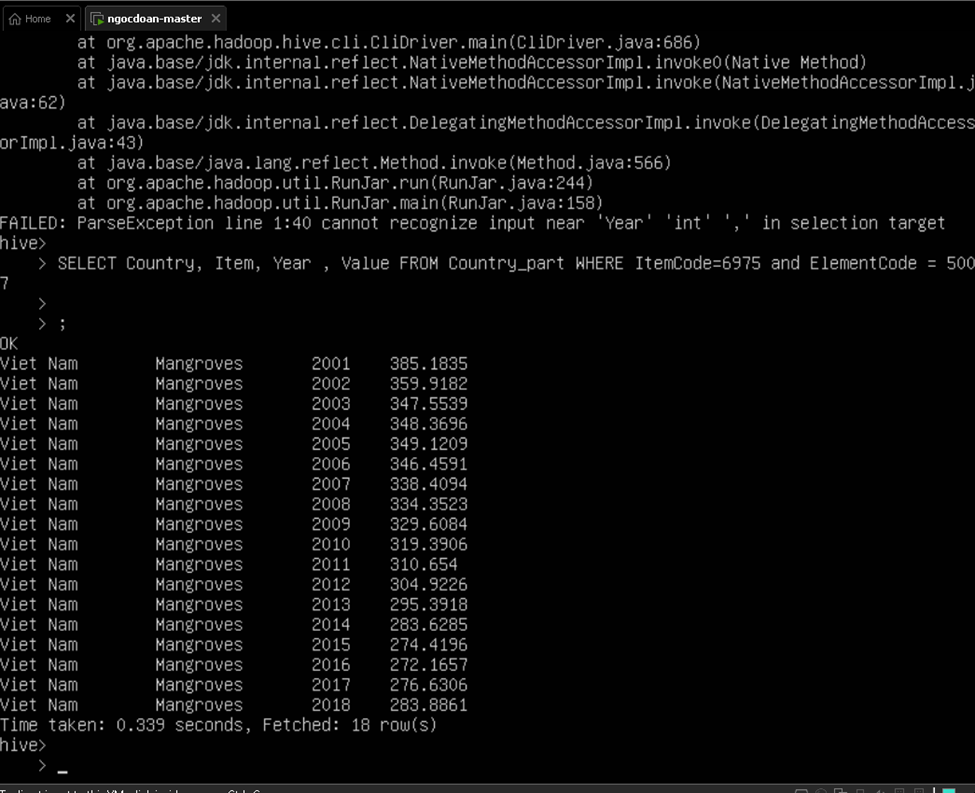 Home × ngocdoan-master ×
at org.apache.hadoop.hive.cli.CliDriver.main(CliDriver.java:686)
at java.base/jdk.internal.reflect.NativeMethodAccessorImpl.invoke0(Native Method)
at java.base/jdk.internal.reflect.NativeMethodAccessorImpl.invoke(NativeMethodAccessorImpl.j
ava:62)
at java.base/jdk.internal.reflect.DelegatingMethodAccessorImpl.invoke(DelegatingMethodAccess
orImpl.java:43)
at java.base/java.lang.reflect.Method.invoke(Method.java:566)
at org.apache.hadoop.util.RunJar.run(RunJar.java:244)
at org.apache.hadoop.util.RunJar.main(RunJar.java:158)
FAILED: ParseException line 1:40 cannot recognize input near 'Year' 'int' ',' in selection target
hive>
> SELECT Country, Item, Year , Value FROM Country_part WHERE ItemCode=6975 and ElementCode = 500
7
>
> ;
OK
Viet Nam Mangroves 2001 385.1835
Viet Nam Mangroves 2002 359.9182
Viet Nam Mangroves 2003 347.5539
Viet Nam Mangroves 2004 348.3696
Viet Nam Mangroves 2005 349.1209
Viet Nam Mangroves 2006 346.4591
Viet Nam Mangroves 2007 338.4094
Viet Nam Mangroves 2008 334.3523
Viet Nam Mangroves 2009 329.6084
Viet Nam Mangroves 2010 319.3906
Viet Nam Mangroves 2011 310.654
Viet Nam Mangroves 2012 304.9226
Viet Nam Mangroves 2013 295.3918
Viet Nam Mangroves 2014 283.6285
Viet Nam Mangroves 2015 274.4196
Viet Nam Mangroves 2016 272.1657
Viet Nam Mangroves 2017 276.6306
Viet Nam Mangroves 2018 283.8861
Time taken: 0.339 seconds, Fetched: 18 row(s)
hive>
> _